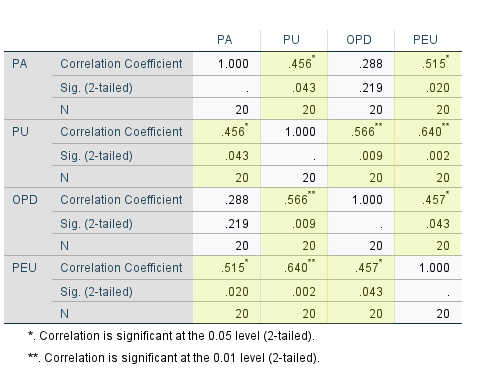 PA PU OPD PEU
PA Correlation Coefficient 1.000 .456* .288 .515*
Sig. (2-tailed) . .043 .219 .020
N 20 20 20 20
PU Correlation Coefficient .456* 1.000 .566** .640**
Sig. (2-tailed) .043 . .009 .002
N 20 20 20 20
OPD Correlation Coefficient .288 .566** 1.000 .457*
Sig. (2-tailed) .219 .009 . .043
N 20 20 20 20
PEU Correlation Coefficient .515* .640** .457* 1.000
Sig. (2-tailed) .020 .002 .043 .
N 20 20 20 20
*. Correlation is significant at the 0.05 level (2-tailed).
**. Correlation is significant at the 0.01 level (2-tailed).